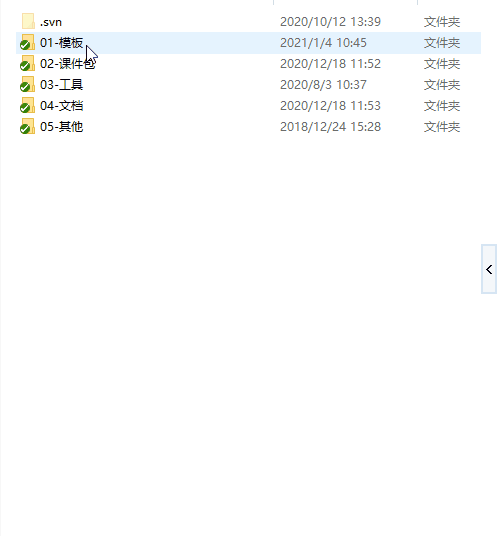 .svn 2020/10/12 13:39 文件夹
01-模板 2021/1/4 10:45 文件夹
02-课件包 2020/12/18 11:52 文件夹
03-工具 2020/8/3 10:37 文件夹
04-文档 2020/12/18 11:53 文件夹
05-其他 2018/12/24 15:28 文件夹